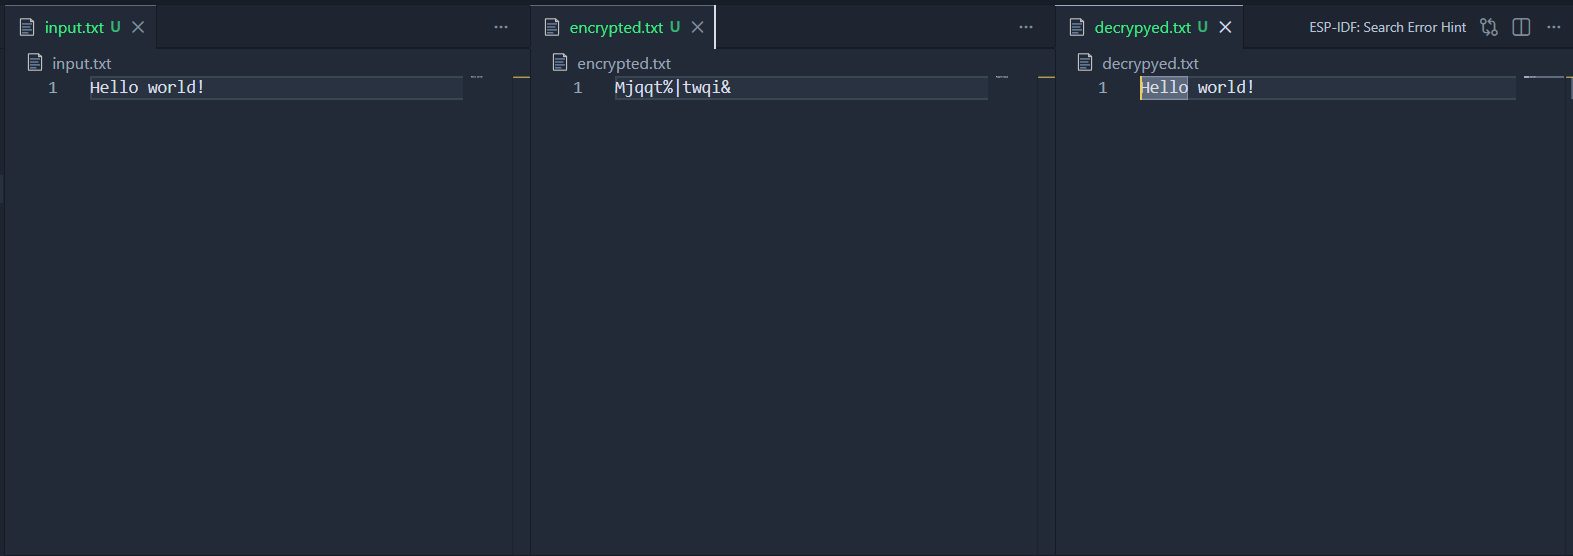 input.txt U
encrypted.txt U
decrypyed.txt U
ESP-IDF: Search Error Hint
input.txt
encrypted.txt
decrypyed.txt
1 Hello world!
1 Mjqqt%|twqi&
1 Hello world!